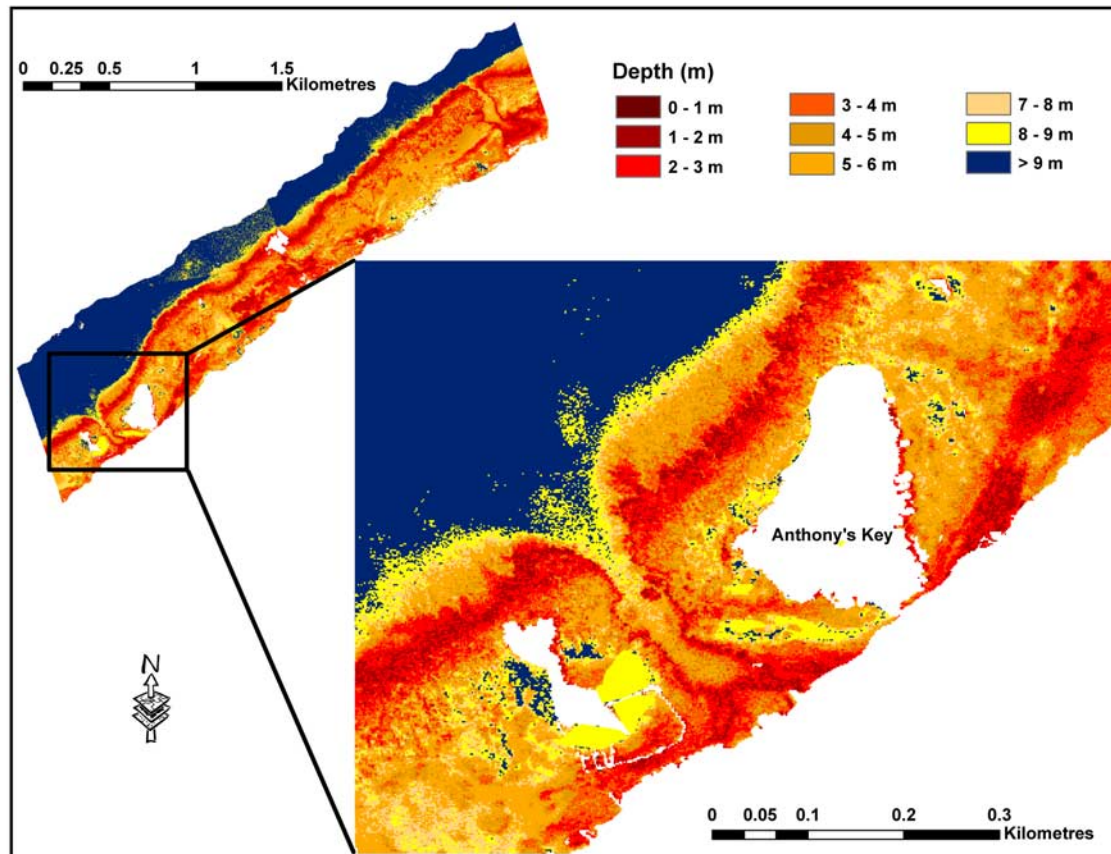 0 0.25 0.5 1 1.5
Kilometres
Depth (m)
0 - 1 m
1 - 2 m
2 - 3 m
3 - 4 m
4 - 5 m
5 - 6 m
7 - 8 m
8 - 9 m
> 9 m
Anthony's Key
N
0 0.05 0.1 0.2 0.3
Kilometres